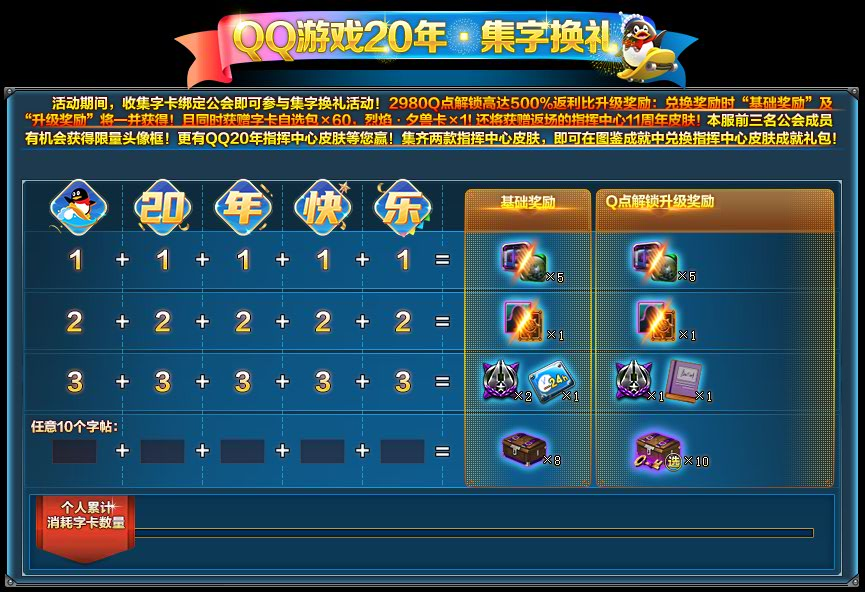 QQ游戏20年·集字换礼
活动期间，收集字卡绑定公会即可参与集字换礼活动！2980Q点解锁高达500%返利比升级奖励：兑换奖励时“基础奖励”及
“升级奖励”将一并获得！且同时获赠字卡自选包×60，烈焰·夕兽卡×1！还将获赠返场的指挥中心11周年皮肤！本服前三名公会成员
有机会获得限量头像框！更有QQ20年指挥中心皮肤等您赢！集齐两款指挥中心皮肤，即可在图鉴成就中兑换指挥中心皮肤成就礼包！
20 年 快 乐 基础奖励 Q点解锁升级奖励
1 + 1 + 1 + 1 + 1 = ×5 ×5
2 + 2 + 2 + 2 + 2 = ×1 ×1
3 + 3 + 3 + 3 + 3 = ×2 24h ×1 ×1 ×1
任意10个字帖：
+ + + + = ×8 选 ×10
个人累计
消耗字卡数量